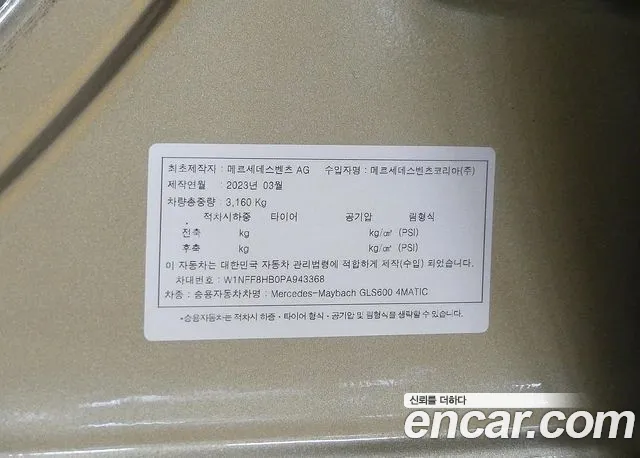 최초제작자 : 메르세데스벤츠 AG 수입자명 : 메르세데스벤츠코리아(주)
제작연월 : 2023년 03월
차량총중량 : 3,160 Kg
적차시하중 타이어 공기압 림형식
전축 kg kg/㎠ (PSI)
후축 kg kg/㎠ (PSI)
이 자동차는 대한민국 자동차 관리법령에 적합하게 제작(수입) 되었습니다.
차대번호 : W1NFF8HB0PA943368
차종 : 승용자동차차명 : Mercedes-Maybach GLS600 4MATIC
*승용자동차는 적차시 하중·타이어 형식·공기압 및 림형식을 생략할 수 있습니다.
신뢰를 더하다
encar.com